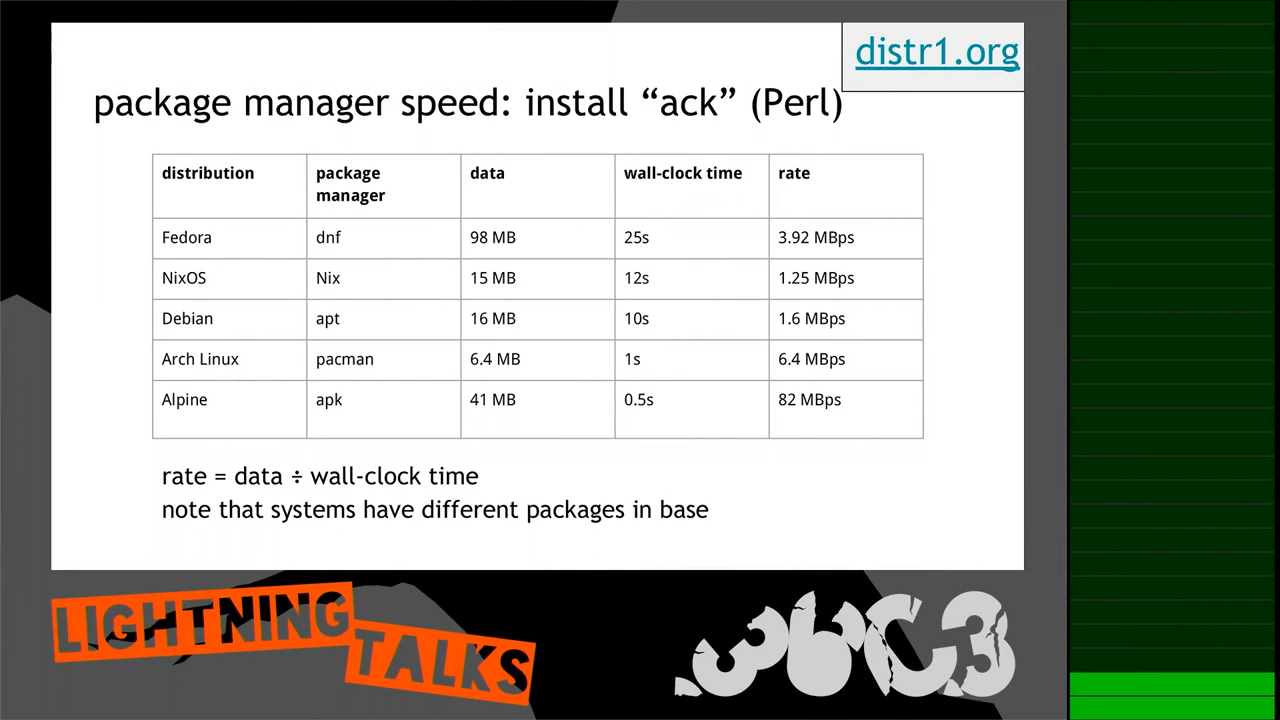 distr1.org
package manager speed: install “ack” (Perl)
distribution package manager data wall-clock time rate
Fedora dnf 98 MB 25s 3.92 MBps
NixOS Nix 15 MB 12s 1.25 MBps
Debian apt 16 MB 10s 1.6 MBps
Arch Linux pacman 6.4 MB 1s 6.4 MBps
Alpine apk 41 MB 0.5s 82 MBps
rate = data ÷ wall-clock time
note that systems have different packages in base
LIGHTNING
TALKS
36C3